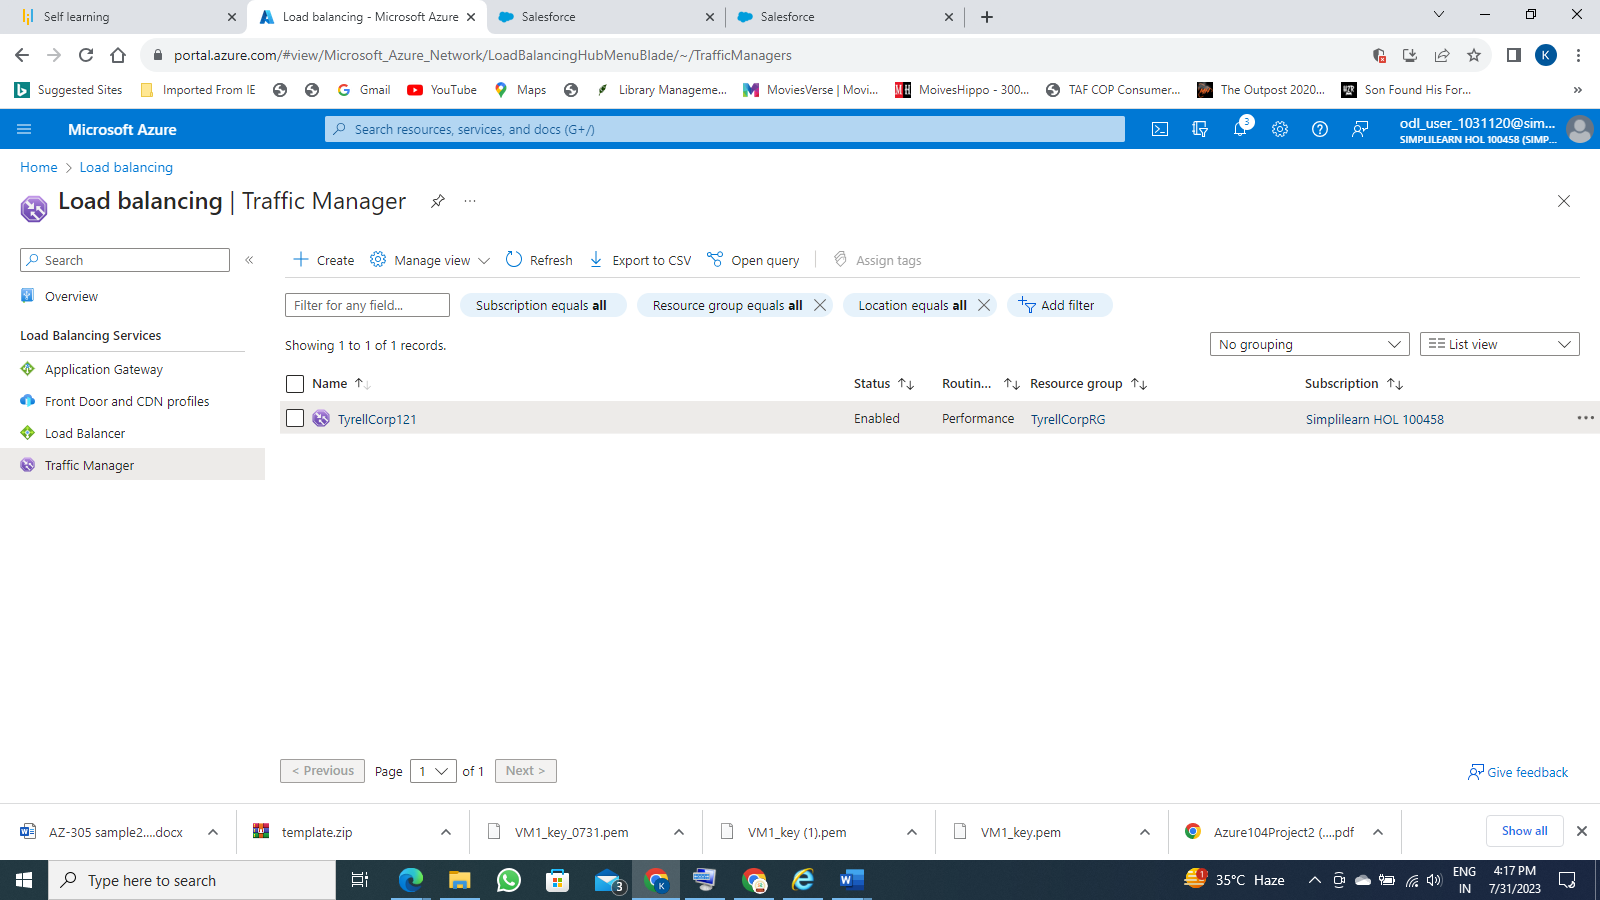 Self learning
Load balancing - Microsoft Azure
Salesforce
Salesforce
portal.azure.com/#view/Microsoft_Azure_Network/LoadBalancingHubMenuBlade/~/TrafficManagers
K
Suggested Sites
Imported From IE
Gmail
YouTube
Maps
Library Manageme...
MoviesVerse | Movi...
MoivesHippo - 300...
TAF COP Consumer...
The Outpost 2020...
Son Found His For...
»
Microsoft Azure
Search resources, services, and docs (G+/)
3
odl_user_1031120@sim...
SIMPLILEARN HOL 100458 (SIMP...
Home > Load balancing
Load balancing | Traffic Manager
...
Search
«
Overview
Load Balancing Services
Application Gateway
Front Door and CDN profiles
Load Balancer
Traffic Manager
Create
Manage view
Refresh
Export to CSV
Open query
Assign tags
Filter for any field...
Subscription equals all
Resource group equals all
Location equals all
Add filter
Showing 1 to 1 of 1 records.
No grouping
List view
Name
Status
Routin...
Resource group
Subscription
TyrellCorp121
Enabled
Performance
TyrellCorpRG
Simplilearn HOL 100458
...
< Previous
Page 1 of 1
Next >
Give feedback
AZ-305 sample2....docx
template.zip
VM1_key_0731.pem
VM1_key (1).pem
VM1_key.pem
Azure104Project2 (....pdf
Show all
Type here to search
3
K
1
35°C Haze
ENG
IN
4:17 PM
7/31/2023